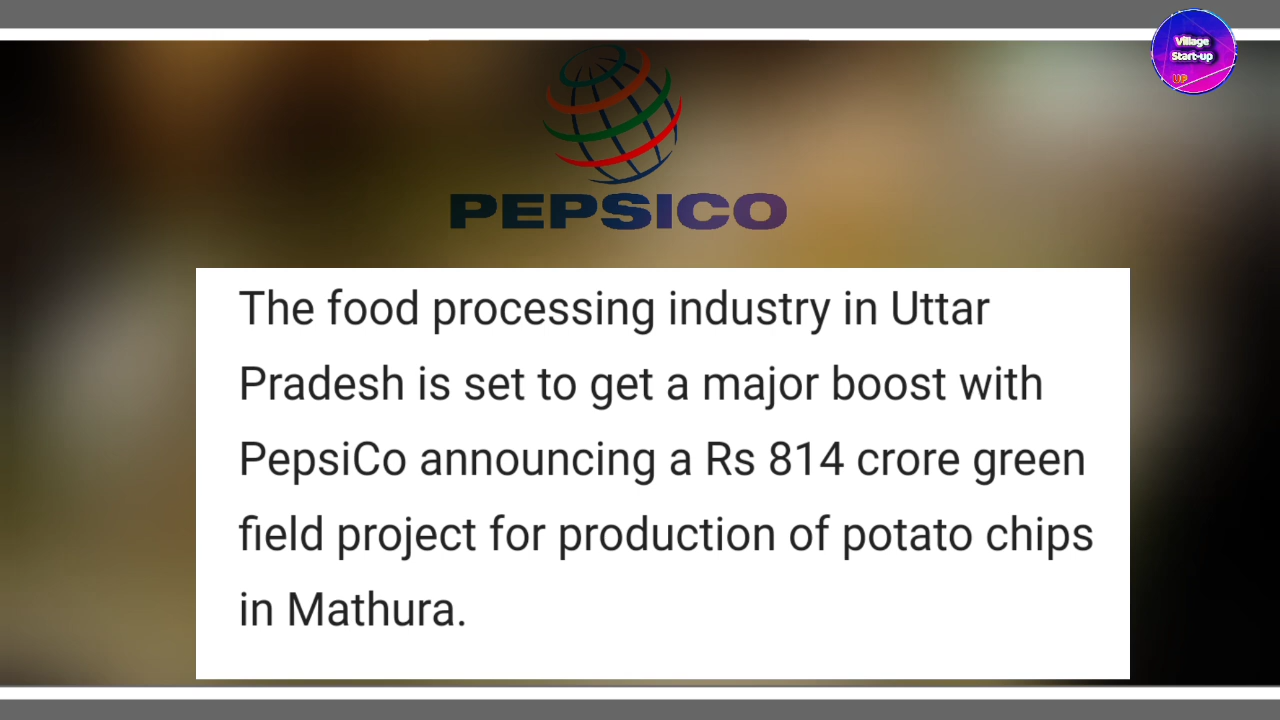 Village
Start-up
UP
PEPSICO
The food processing industry in Uttar
Pradesh is set to get a major boost with
PepsiCo announcing a Rs 814 crore green
field project for production of potato chips
in Mathura.